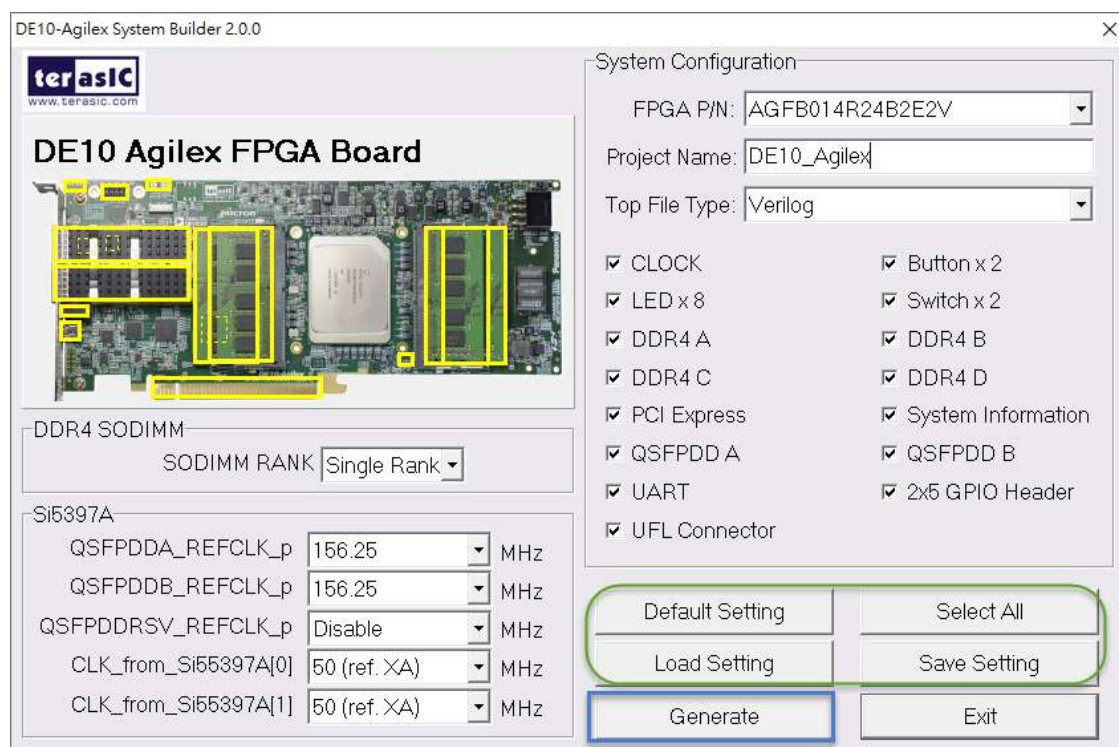 DE10-Agilex System Builder 2.0.0
terasIC
www.terasic.com
DE10 Agilex FPGA Board
terasIC
MICRON
Panasonic
DDR4 SODIMM
SODIMM RANK Single Rank
Si5397A
QSFPDDA_REFCLK_p 156.25 MHz
QSFPDDB_REFCLK_p 156.25 MHz
QSFPDDRSV_REFCLK_p Disable MHz
CLK_from_Si55397A[0] 50 (ref. XA) MHz
CLK_from_Si55397A[1] 50 (ref. XA) MHz
System Configuration
FPGA P/N: AGFB014R24B2E2V
Project Name: DE10_Agilex
Top File Type: Verilog
CLOCK Button x 2
LED x 8 Switch x 2
DDR4 A DDR4 B
DDR4 C DDR4 D
PCI Express System Information
QSFPDD A QSFPDD B
UART 2x5 GPIO Header
UFL Connector
Default Setting Select All
Load Setting Save Setting
Generate Exit